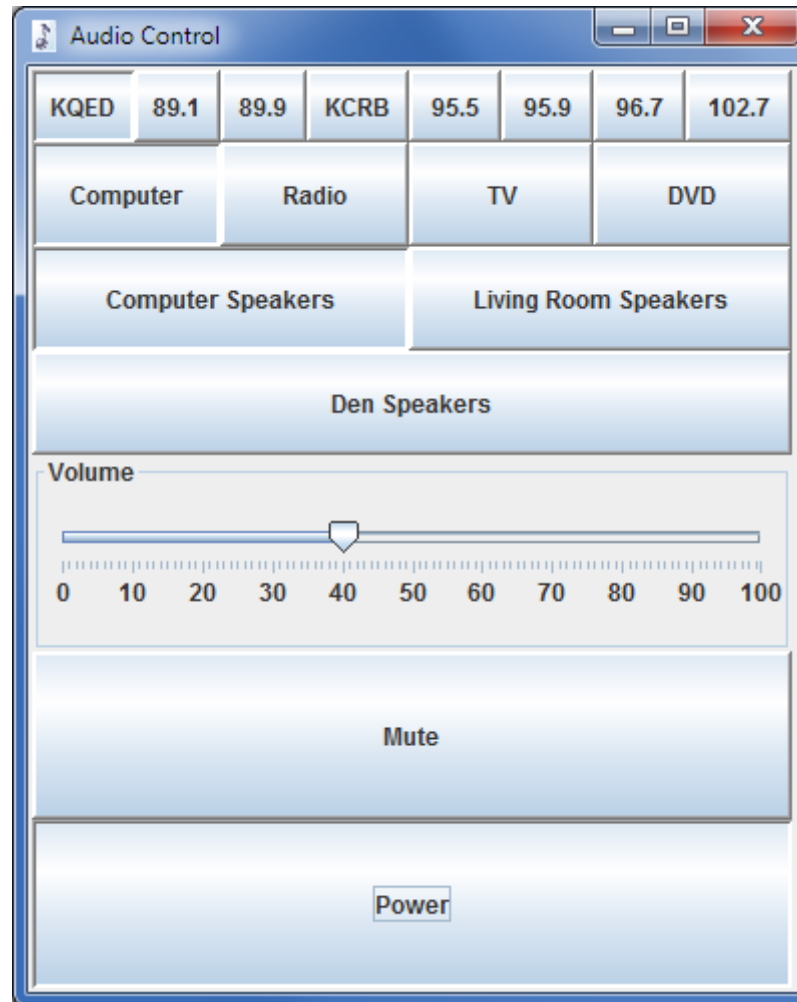 Audio Control
KQED 89.1 89.9 KCRB 95.5 95.9 96.7 102.7
Computer Radio TV DVD
Computer Speakers Living Room Speakers
Den Speakers
Volume
0 10 20 30 40 50 60 70 80 90 100
Mute
Power